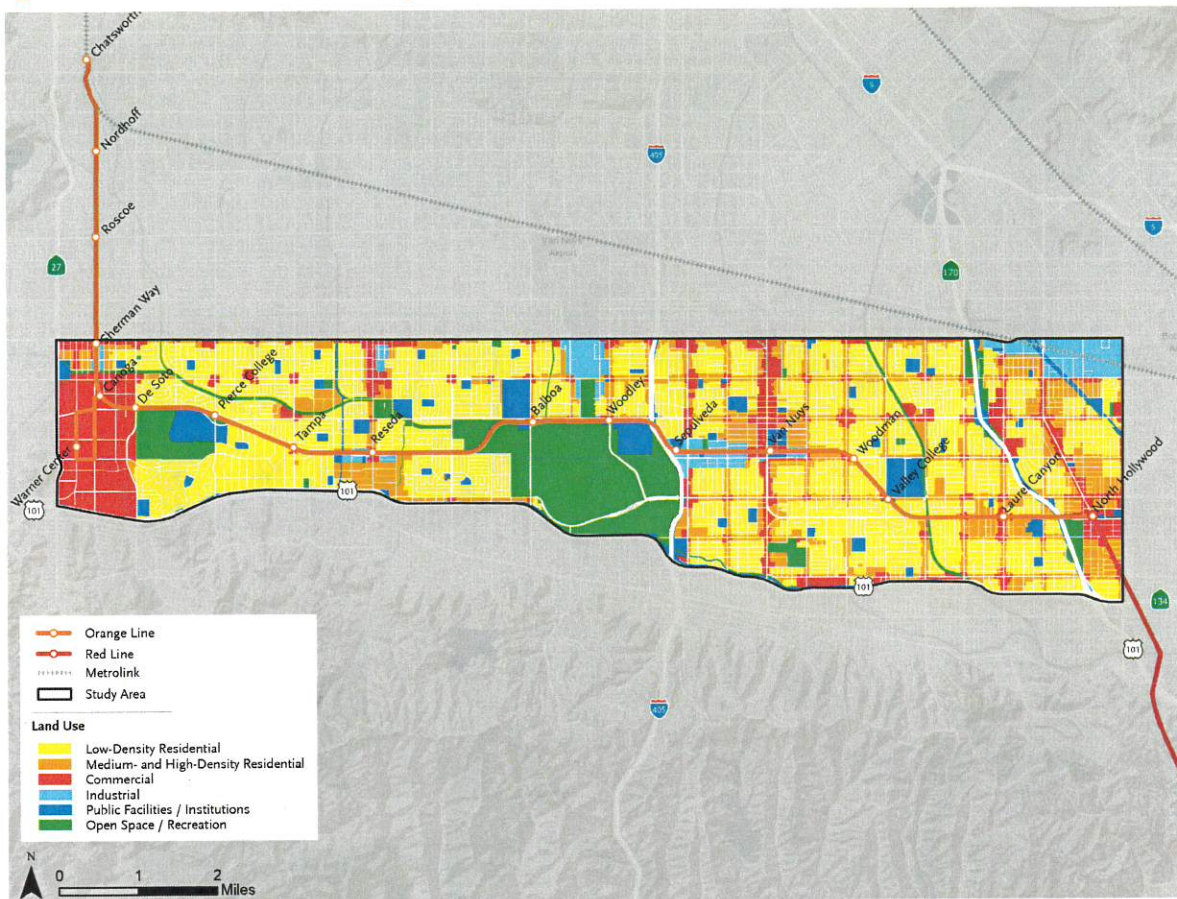 Chatsworth
Nordhoff
Roscoe
Sherman Way
Canoga
De Soto
Pierce College
Tampa
Reseda
Balboa
Woodley
Sepulveda
Van Nuys
Woodman
Valley College
Laurel Canyon
North Hollywood
Warner Center
27
5
405
5
170
Airport
101
101
101
134
101
405
Orange Line
Red Line
Metrolink
Study Area
Land Use
Low-Density Residential
Medium- and High-Density Residential
Commercial
Industrial
Public Facilities / Institutions
Open Space / Recreation
N
0 1 2
Miles